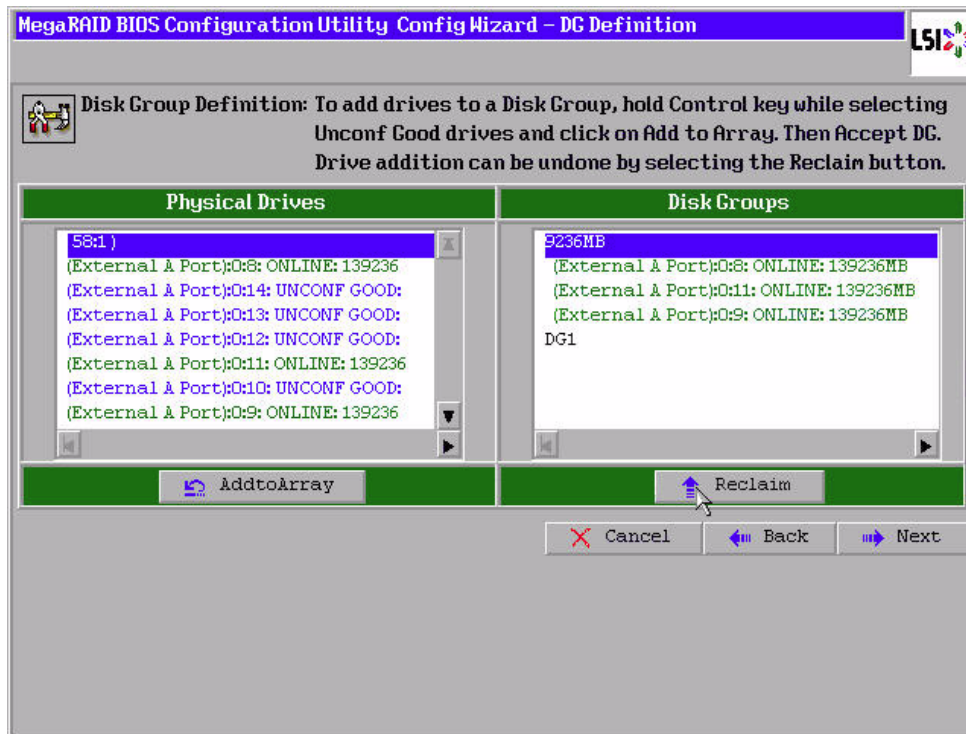 MegaRAID BIOS Configuration Utility Config Wizard – DG Definition
LSI
Disk Group Definition: To add drives to a Disk Group, hold Control key while selecting
Unconf Good drives and click on Add to Array. Then Accept DG.
Drive addition can be undone by selecting the Reclaim button.
Physical Drives
58:1 )
(External A Port):0:8: ONLINE: 139236
(External A Port):0:14: UNCONF GOOD:
(External A Port):0:13: UNCONF GOOD:
(External A Port):0:12: UNCONF GOOD:
(External A Port):0:11: ONLINE: 139236
(External A Port):0:10: UNCONF GOOD:
(External A Port):0:9: ONLINE: 139236
AddtoArray
Disk Groups
9236MB
(External A Port):0:8: ONLINE: 139236MB
(External A Port):0:11: ONLINE: 139236MB
(External A Port):0:9: ONLINE: 139236MB
DG1
Reclaim
Cancel
Back
Next